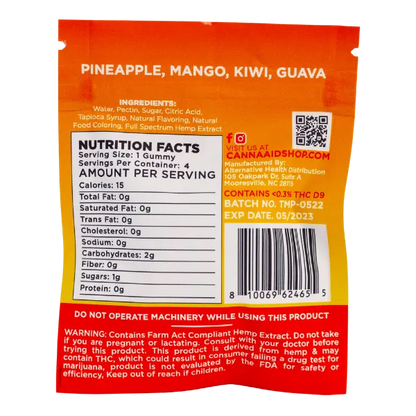 PINEAPPLE, MANGO, KIWI, GUAVA
INGREDIENTS:
Water, Pectin, Sugar, Citric Acid,
Tapioca Syrup, Natural Flavoring, Natural
Food Coloring, Full Spectrum Hemp Extract
NUTRITION FACTS
Serving Size: 1 Gummy
Servings Per Container: 4
AMOUNT PER SERVING
Calories: 15
Total Fat: 0g
Saturated Fat: 0g
Trans Fat: 0g
Cholesterol: 0g
Sodium: 0g
Carbohydrates: 2g
Fiber: 0g
Sugars: 1g
Protein: 0g
VISIT US AT
CANNAAIDSHOP.COM
Manufactured By:
Alternative Health Distribution
109 Oakpark Dr. Suite A
Mooresville, NC 28115
CONTAINS <0.3% THC D9
BATCH NO. TMP-0522
EXP DATE. 05/2023
8 10069 62465 5
DO NOT OPERATE MACHINERY WHILE USING THIS PRODUCT
WARNING: Contains Farm Act Compliant Hemp Extract. Do not take
if you are pregnant or lactating. Consult with your doctor before
trying this product. This product is derived from hemp & may
contain THC, which could result in consumer failing a drug test for
marijuana, product is not evaluated by the FDA for safety or
efficiency, Keep out of reach if children.